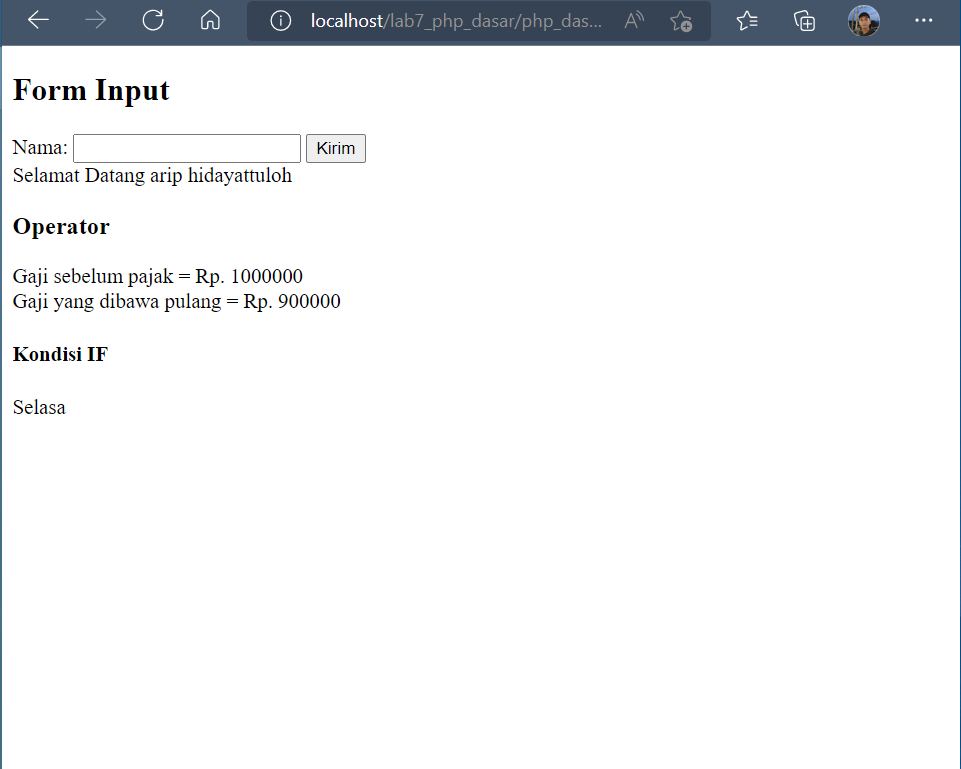 localhost/lab7_php_dasar/php_das...
Form Input
Nama: Kirim
Selamat Datang arip hidayattuloh
Operator
Gaji sebelum pajak = Rp. 1000000
Gaji yang dibawa pulang = Rp. 900000
Kondisi IF
Selasa